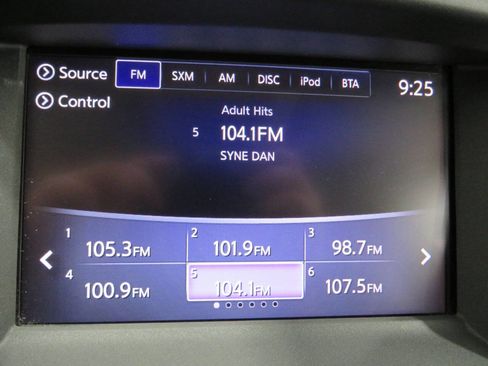 Source FM SXM AM DISC iPod BTA 9:25
Control
Adult Hits
5 104.1FM
SYNE DAN
1 105.3FM 2 101.9FM 3 98.7FM
4 100.9FM 5 104.1FM 6 107.5FM